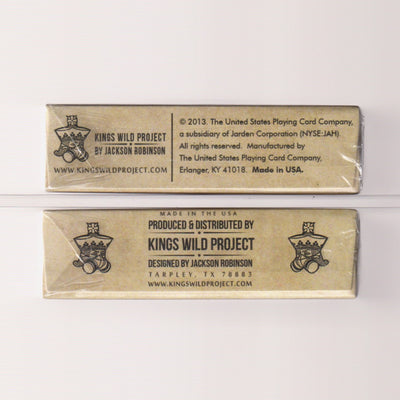 KINGS WILD PROJECT
BY JACKSON ROBINSON
WWW.KINGSWILDPROJECT.COM
© 2013. The United States Playing Card Company,
a subsidiary of Jarden Corporation (NYSE:JAH).
All rights reserved. Manufactured by
The United States Playing Card Company,
Erlanger, KY 41018. Made in USA.
MADE IN THE USA
PRODUCED & DISTRIBUTED BY
KINGS WILD PROJECT
DESIGNED BY JACKSON ROBINSON
TARPLEY, TX 78883
WWW.KINGSWILDPROJECT.COM